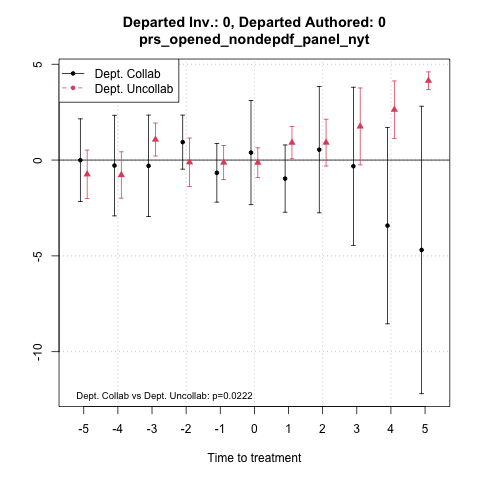 Departed Inv.: 0, Departed Authored: 0
prs_opened_nondepdf_panel_nyt
Dept. Collab
Dept. Uncollab
5
0
-5
-10
Dept. Collab vs Dept. Uncollab: p=0.0222
-5 -4 -3 -2 -1 0 1 2 3 4 5
Time to treatment